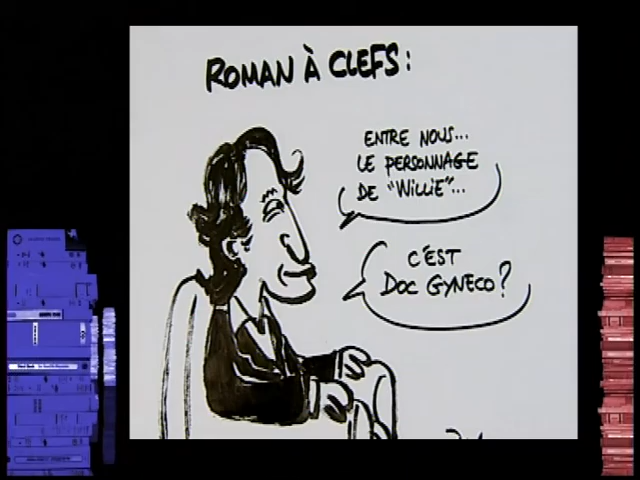 ROMAN À CLEFS :
ENTRE NOUS...
LE PERSONNAGE
DE "WILLIE"...
C'EST
DOC GYNECO ?